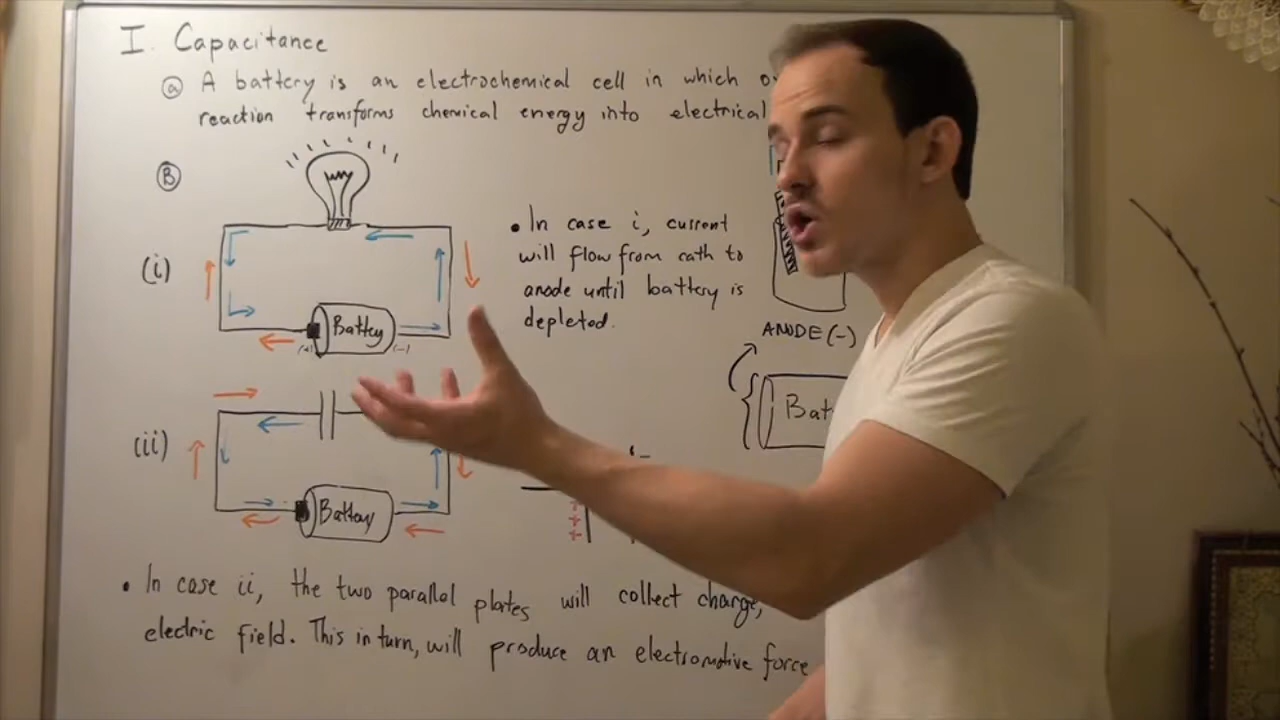 I. Capacitance
ⓐ A battery is an electrochemical cell in which
reaction transforms chemical energy into electrical
Ⓑ
(i)
Battery
(+) (-)
• In case i, current
will flow from cath to
anode until battery is
depleted.
ANODE (-)
Bat
(ii)
Battery
+
+
+
• In case ii, the two parallel plates will collect charge,
electric field. This in turn, will produce an electromotive force